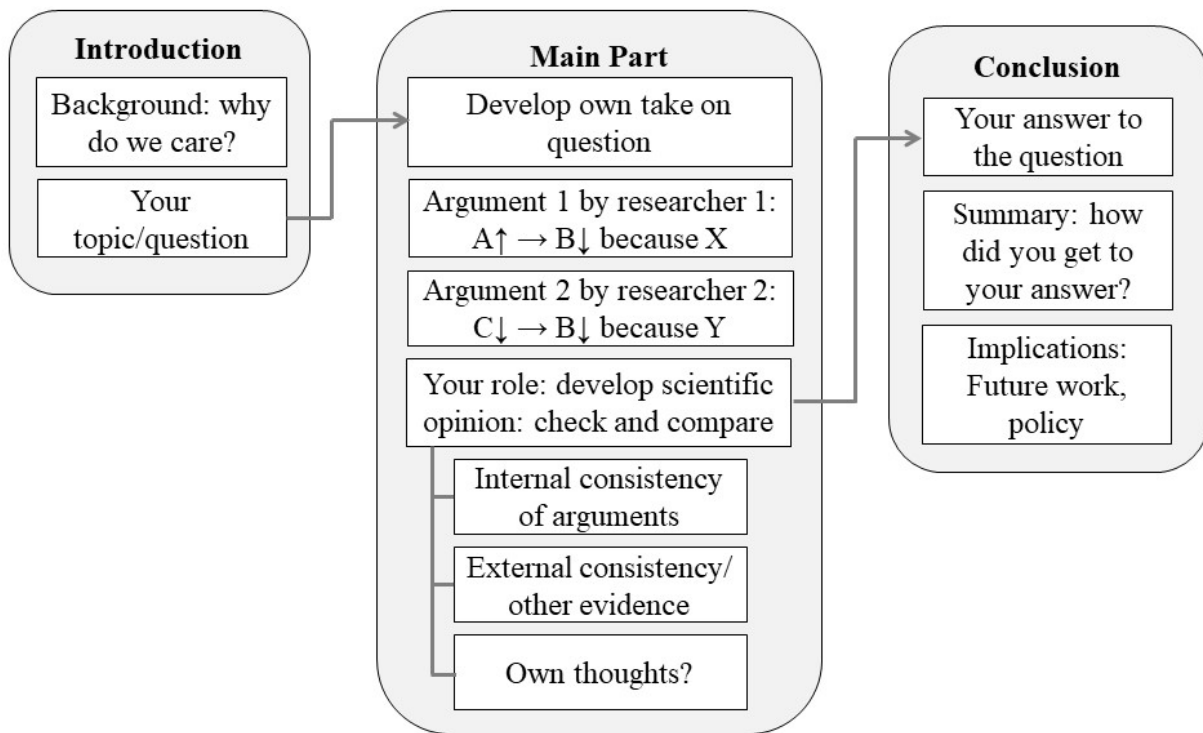 Introduction
Background: why
do we care?
Your
topic/question
Main Part
Develop own take on
question
Argument 1 by researcher 1:
A↑ → B↓ because X
Argument 2 by researcher 2:
C↓ → B↓ because Y
Your role: develop scientific
opinion: check and compare
Internal consistency
of arguments
External consistency/
other evidence
Own thoughts?
Conclusion
Your answer to
the question
Summary: how
did you get to
your answer?
Implications:
Future work,
policy